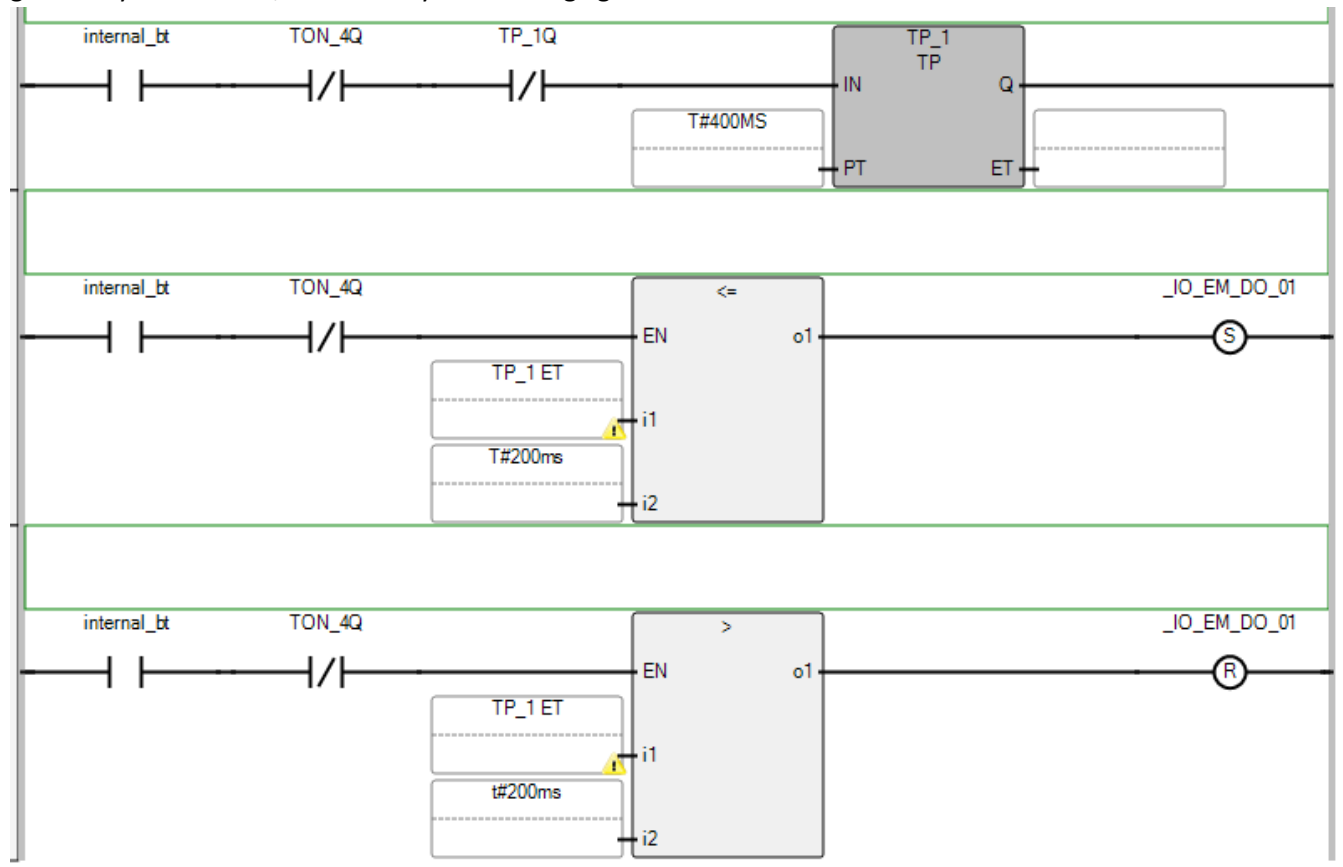 internal_bt TON_4Q TP_1Q TP_1
TP
IN Q
T#400MS
PT ET
internal_bt TON_4Q <= _IO_EM_DO_01
EN o1 S
TP_1 ET
i1
T#200ms
i2
internal_bt TON_4Q > _IO_EM_DO_01
EN o1 R
TP_1 ET
i1
t#200ms
i2